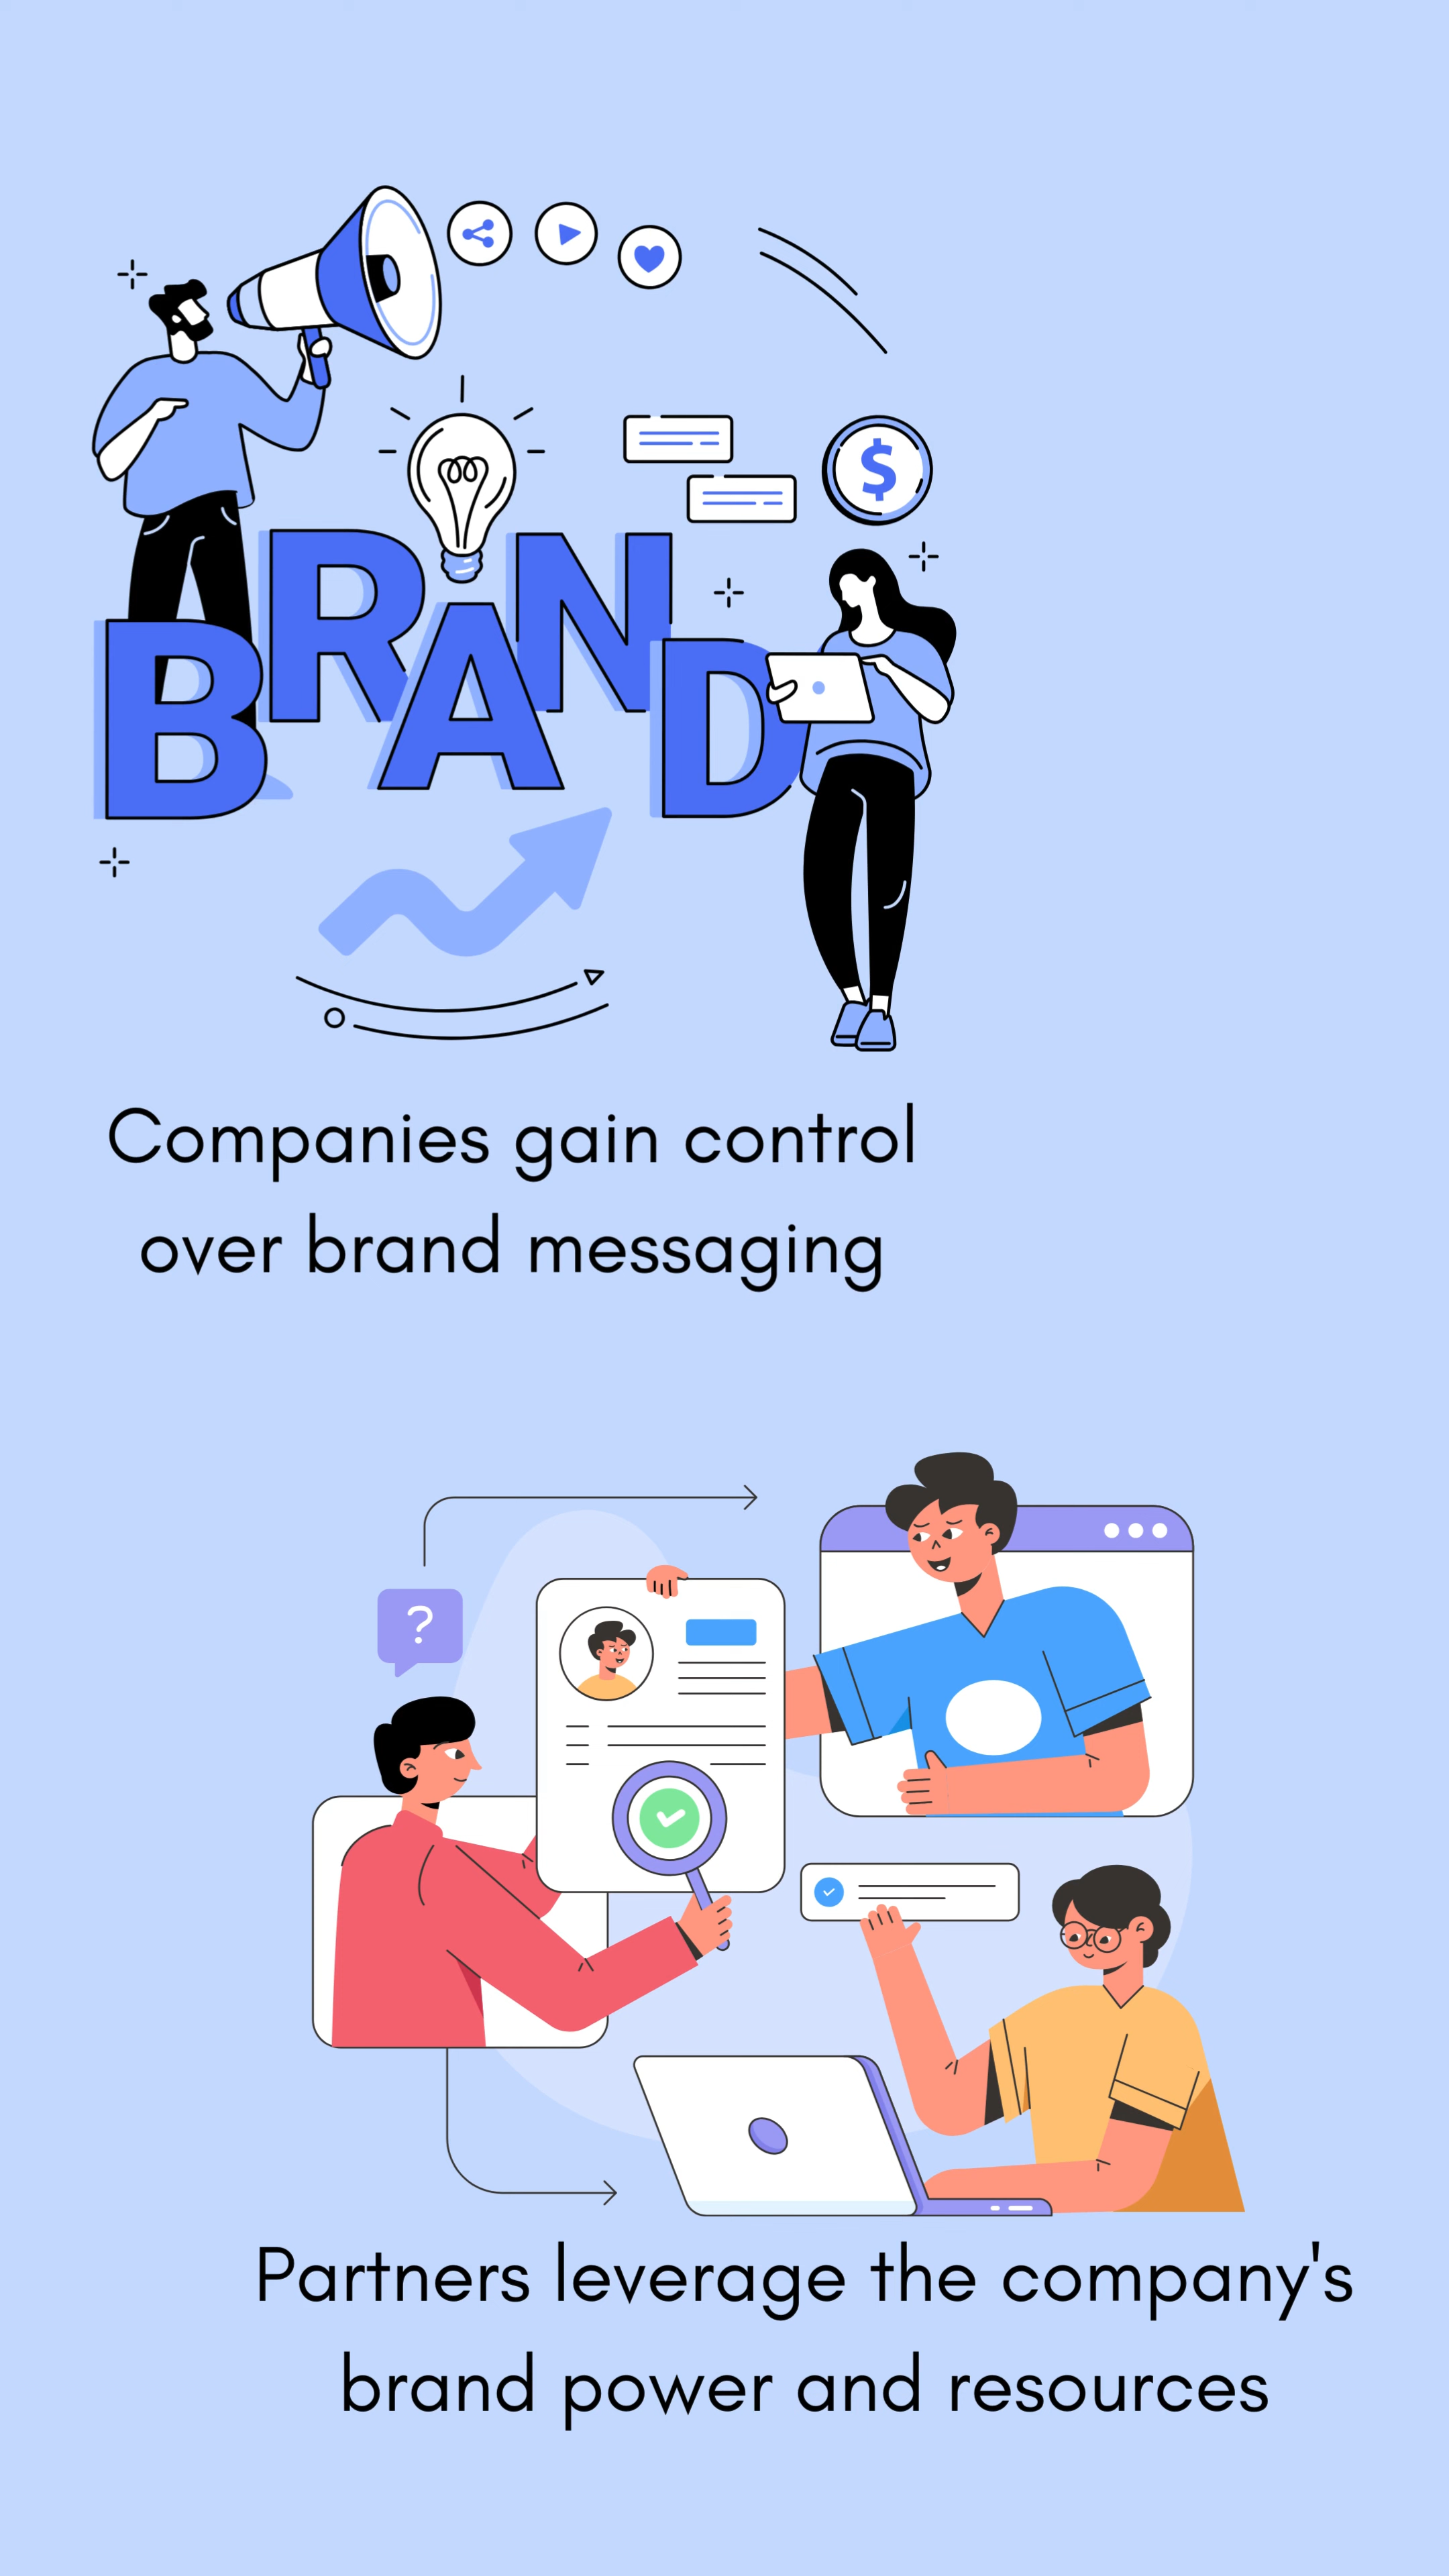 BRAND
$
Companies gain control
over brand messaging
?
Partners leverage the company's
brand power and resources